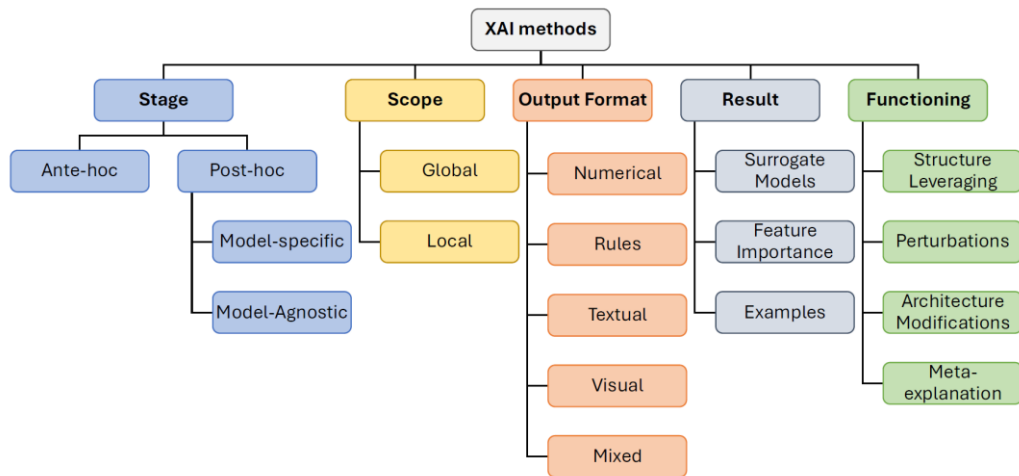 XAI methods
Stage
Scope
Output Format
Result
Functioning
Ante-hoc
Post-hoc
Model-specific
Model-Agnostic
Global
Local
Numerical
Rules
Textual
Visual
Mixed
Surrogate
Models
Feature
Importance
Examples
Structure
Leveraging
Perturbations
Architecture
Modifications
Meta-
explanation